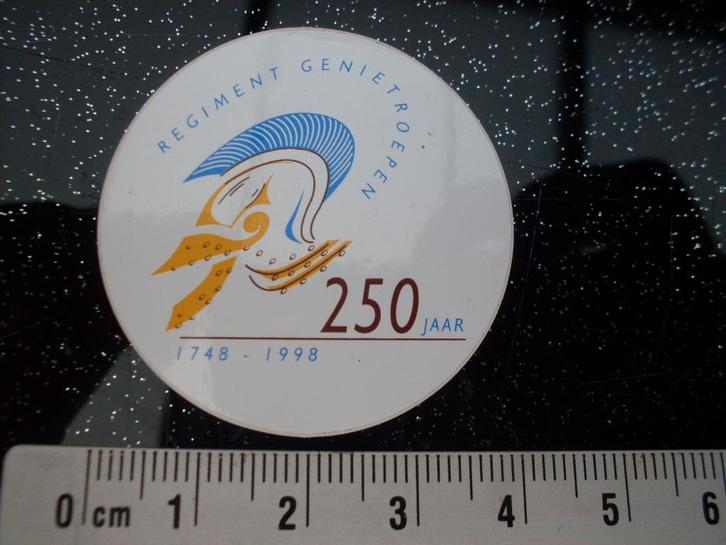 REGIMENT GENIETROEPEN
250 JAAR
1748 - 1998
0 cm 1 2 3 4 5 6